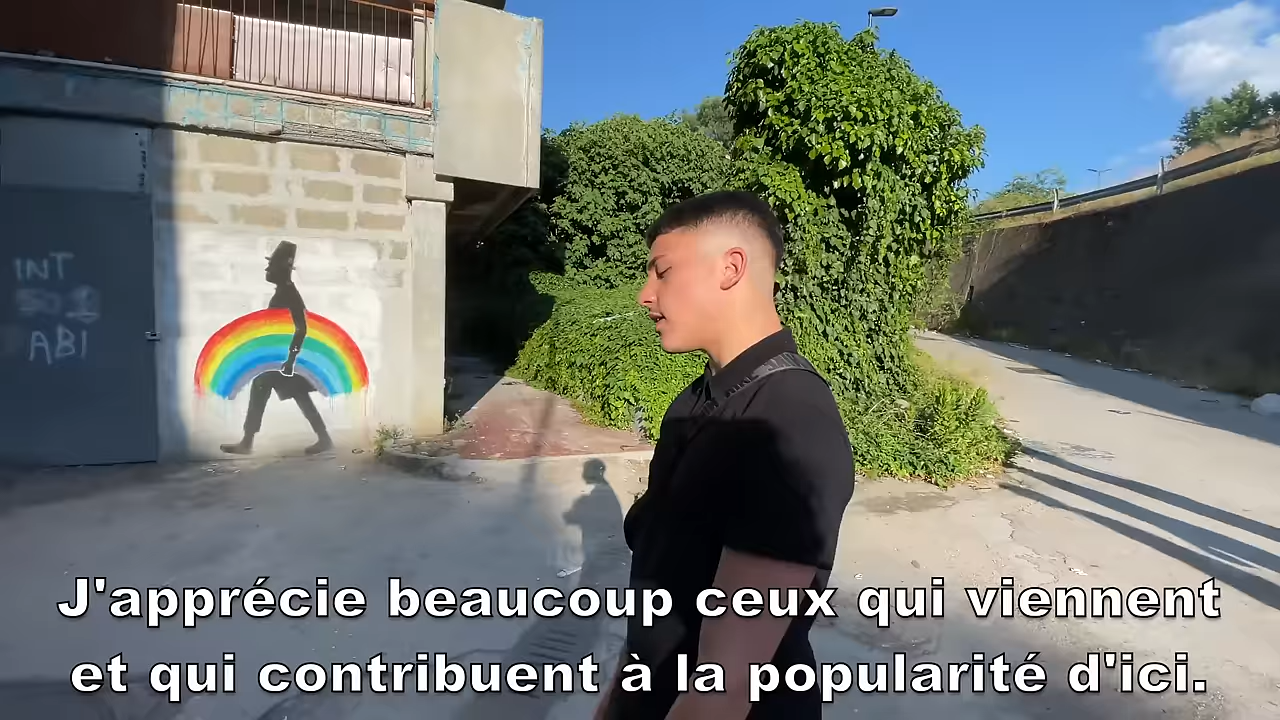 INT
ABI
J'apprécie beaucoup ceux qui viennent
et qui contribuent à la popularité d'ici.